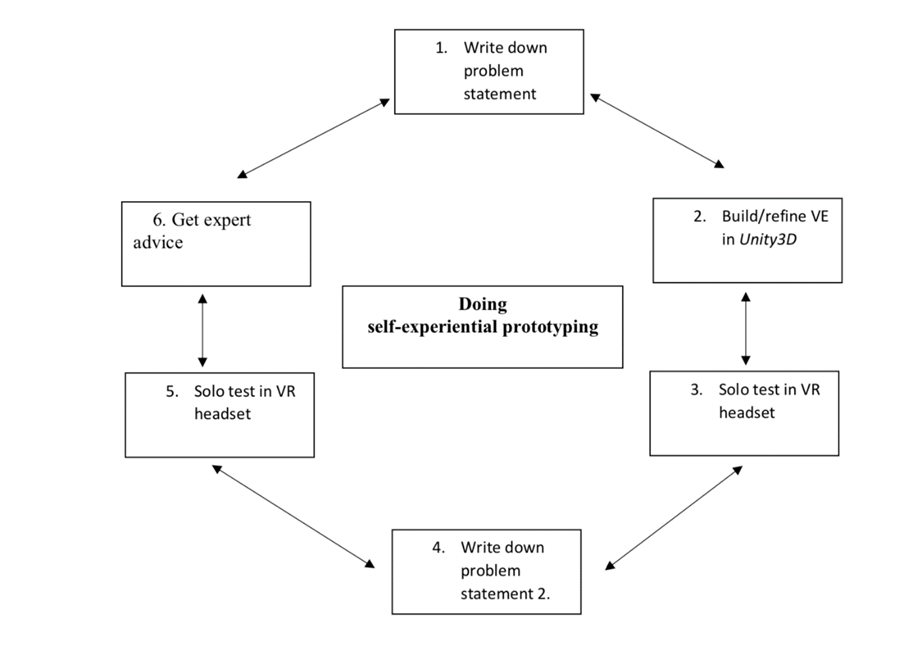 1. Write down
problem
statement
2. Build/refine VE
in Unity3D
3. Solo test in VR
headset
4. Write down
problem
statement 2.
5. Solo test in VR
headset
6. Get expert
advice
Doing
self-experiential prototyping